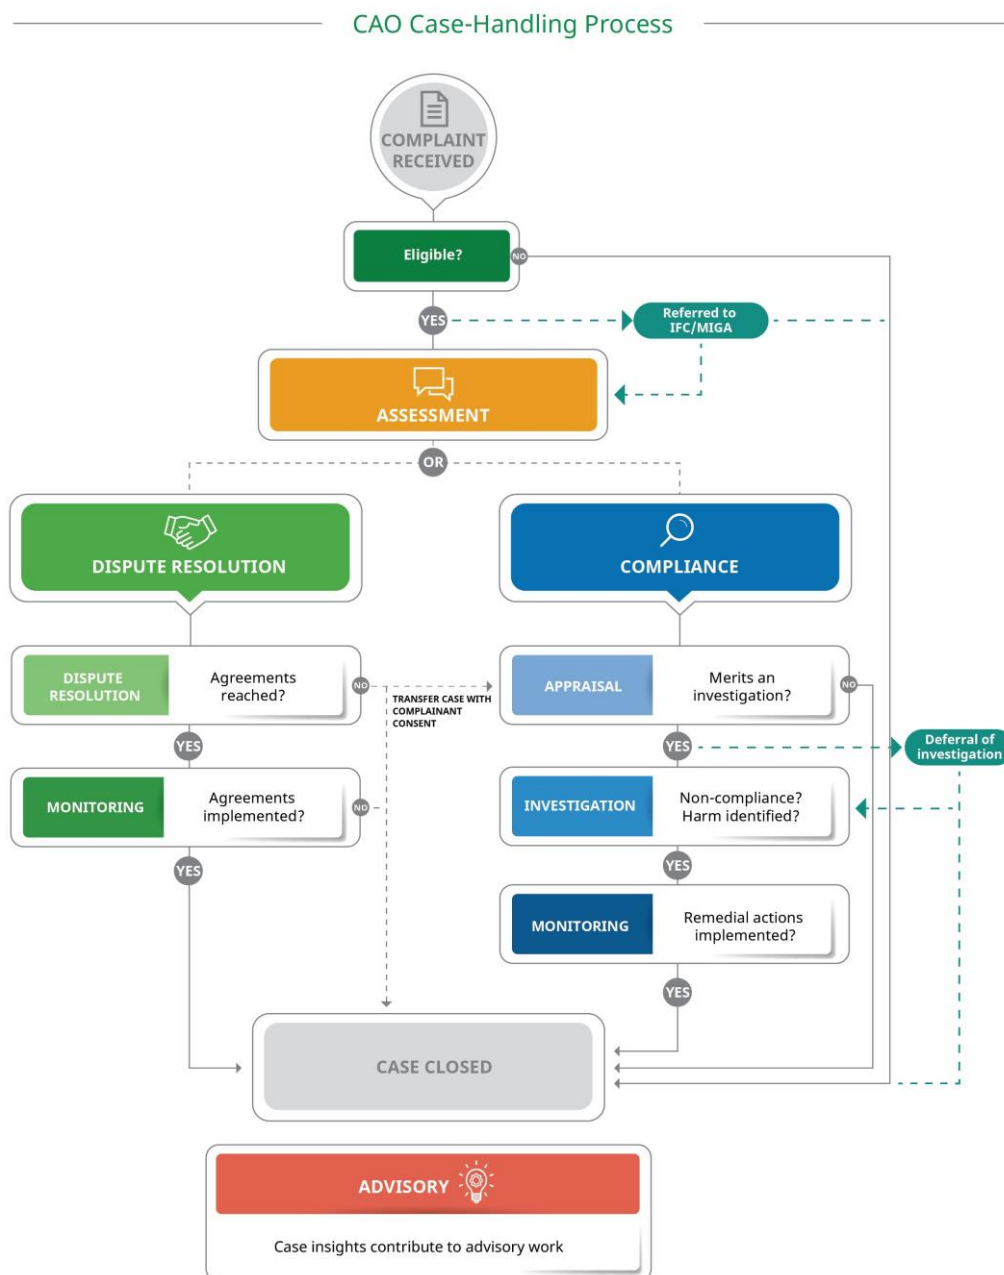 CAO Case-Handling Process
COMPLAINT
RECEIVED
Eligible?
NO
YES
Referred to
IFC/MIGA
ASSESSMENT
OR
DISPUTE RESOLUTION
COMPLIANCE
DISPUTE
RESOLUTION
Agreements
reached?
NO
TRANSFER CASE WITH
COMPLAINANT
CONSENT
APPRAISAL
Merits an
investigation?
NO
YES
YES
Deferral of
investigation
MONITORING
Agreements
implemented?
NO
INVESTIGATION
Non-compliance?
Harm identified?
YES
YES
MONITORING
Remedial actions
implemented?
YES
CASE CLOSED
ADVISORY
Case insights contribute to advisory work